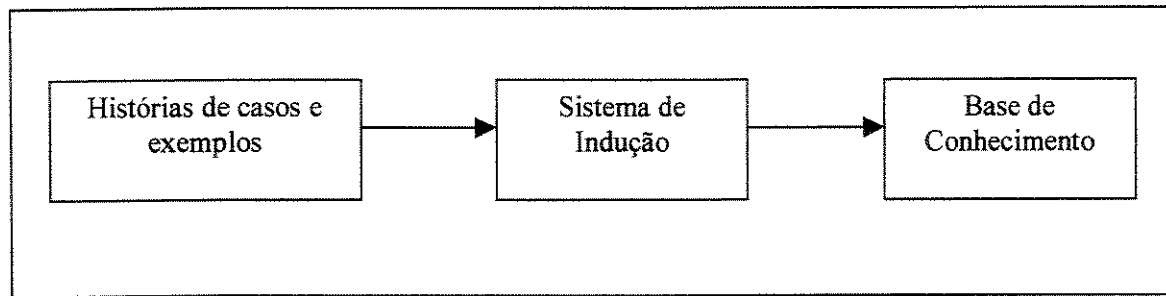 Histórias de casos e
exemplos
Sistema de
Indução
Base de
Conhecimento